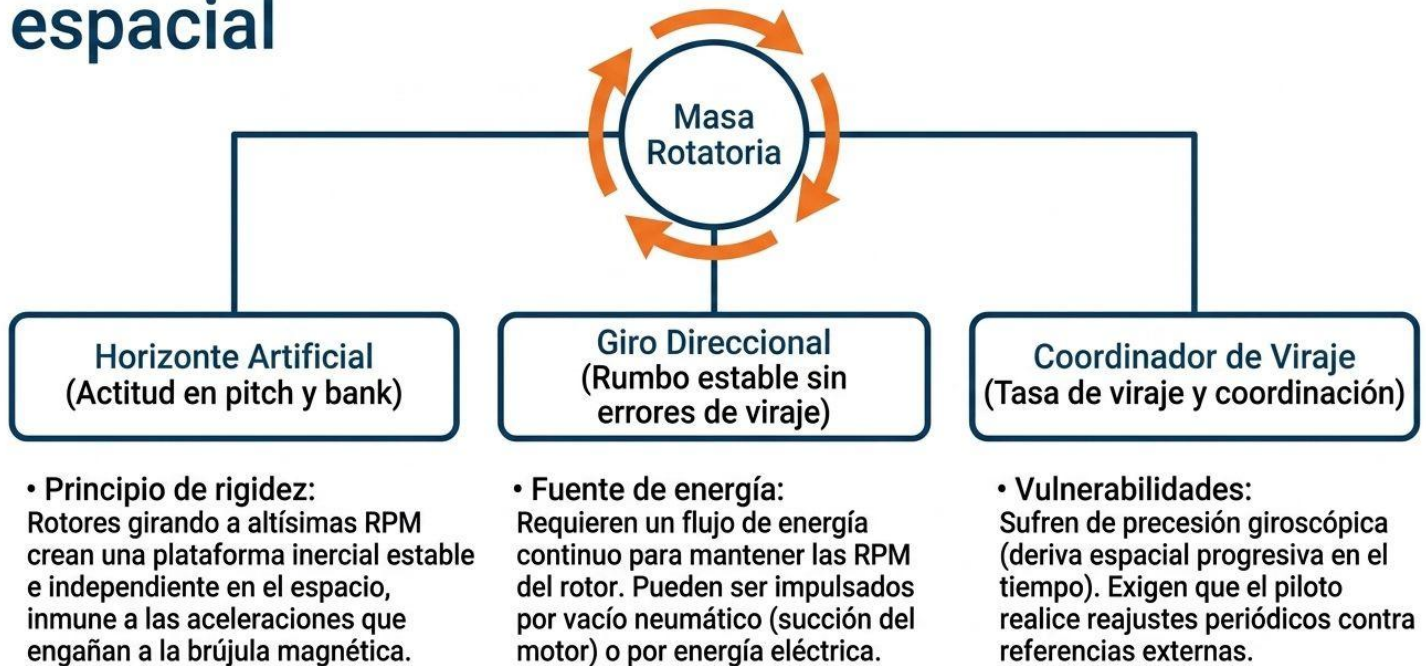 espacial
Masa
Rotatoria
Horizonte Artificial
(Actitud en pitch y bank)
Giro Direccional
(Rumbo estable sin
errores de viraje)
Coordinador de Viraje
(Tasa de viraje y coordinación)
• Principio de rigidez:
Rotores girando a altísimas RPM
crean una plataforma inercial estable
e independiente en el espacio,
inmune a las aceleraciones que
engañan a la brújula magnética.
• Fuente de energía:
Requieren un flujo de energía
continuo para mantener las RPM
del rotor. Pueden ser impulsados
por vacío neumático (succión del
motor) o por energía eléctrica.
• Vulnerabilidades:
Sufren de precesión giroscópica
(deriva espacial progresiva en el
tiempo). Exigen que el piloto
realice reajustes periódicos contra
referencias externas.